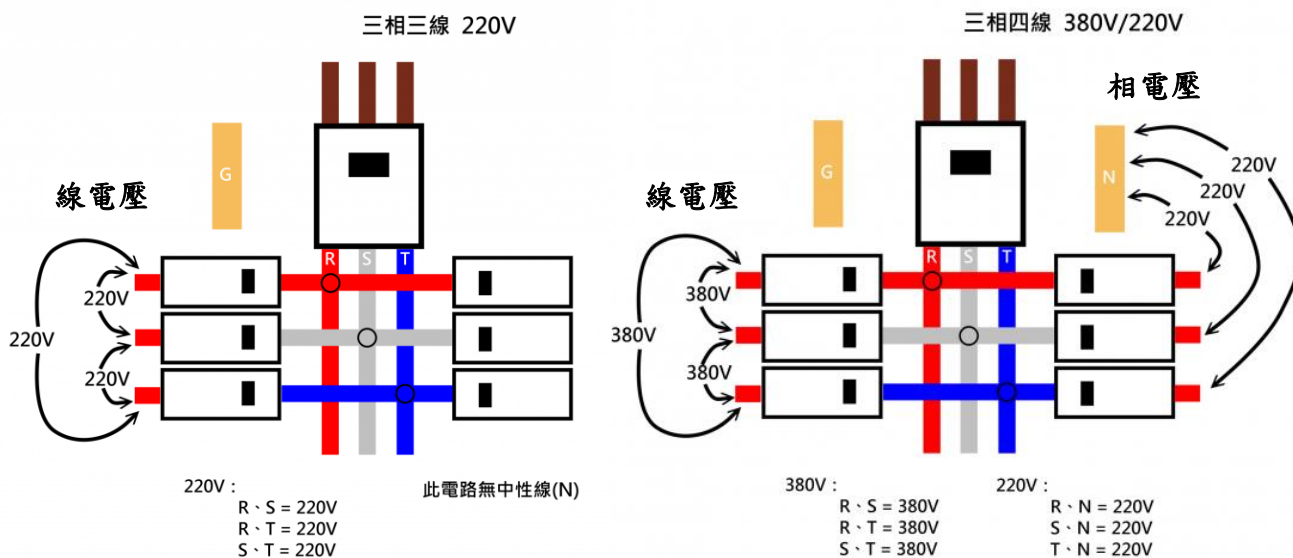 三相三線 220V
G
線電壓
R S T
220V
220V
220V
220V：
R、S = 220V
R、T = 220V
S、T = 220V
此電路無中性線(N)
三相四線 380V/220V
相電壓
G
N
線電壓
220V
220V
220V
R S T
380V
380V
380V
380V：
R、S = 380V
R、T = 380V
S、T = 380V
220V：
R、N = 220V
S、N = 220V
T、N = 220V